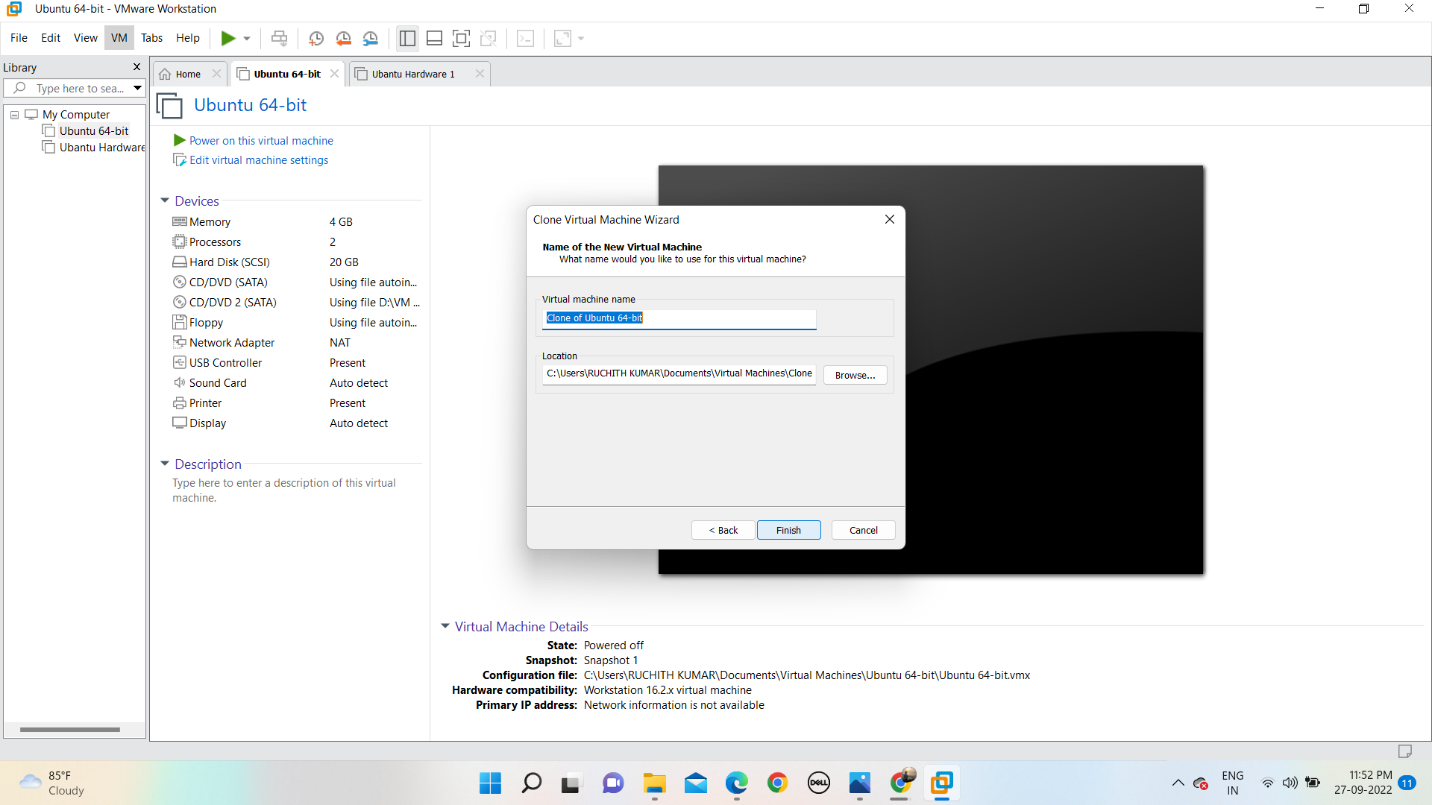 Ubuntu 64-bit - VMware Workstation
File Edit View VM Tabs Help
Library
Type here to sea...
My Computer
Ubuntu 64-bit
Ubantu Hardware
Home
Ubuntu 64-bit
Ubantu Hardware 1
Ubuntu 64-bit
Power on this virtual machine
Edit virtual machine settings
Devices
Memory 4 GB
Processors 2
Hard Disk (SCSI) 20 GB
CD/DVD (SATA) Using file autoin...
CD/DVD 2 (SATA) Using file D:\VM ...
Floppy Using file autoin...
Network Adapter NAT
USB Controller Present
Sound Card Auto detect
Printer Present
Display Auto detect
Description
Type here to enter a description of this virtual
machine.
Clone Virtual Machine Wizard
Name of the New Virtual Machine
What name would you like to use for this virtual machine?
Virtual machine name
Clone of Ubuntu 64-bit
Location
C:\Users\RUCHITH KUMAR\Documents\Virtual Machines\Clone
Browse...
< Back
Finish
Cancel
Virtual Machine Details
State: Powered off
Snapshot: Snapshot 1
Configuration file: C:\Users\RUCHITH KUMAR\Documents\Virtual Machines\Ubuntu 64-bit\Ubuntu 64-bit.vmx
Hardware compatibility: Workstation 16.2.x virtual machine
Primary IP address: Network information is not available
85°F
Cloudy
DELL
ENG
IN
11:52 PM
27-09-2022
11